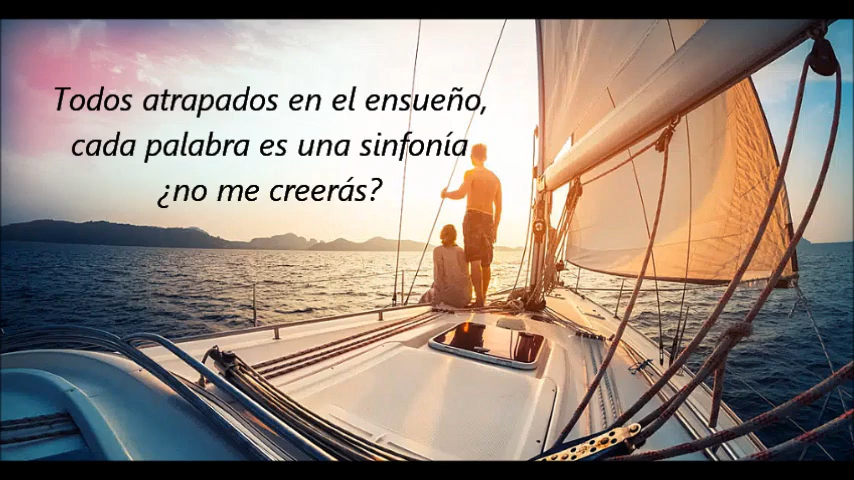 Todos atrapados en el ensueño,
cada palabra es una sinfonía
¿no me creerás?